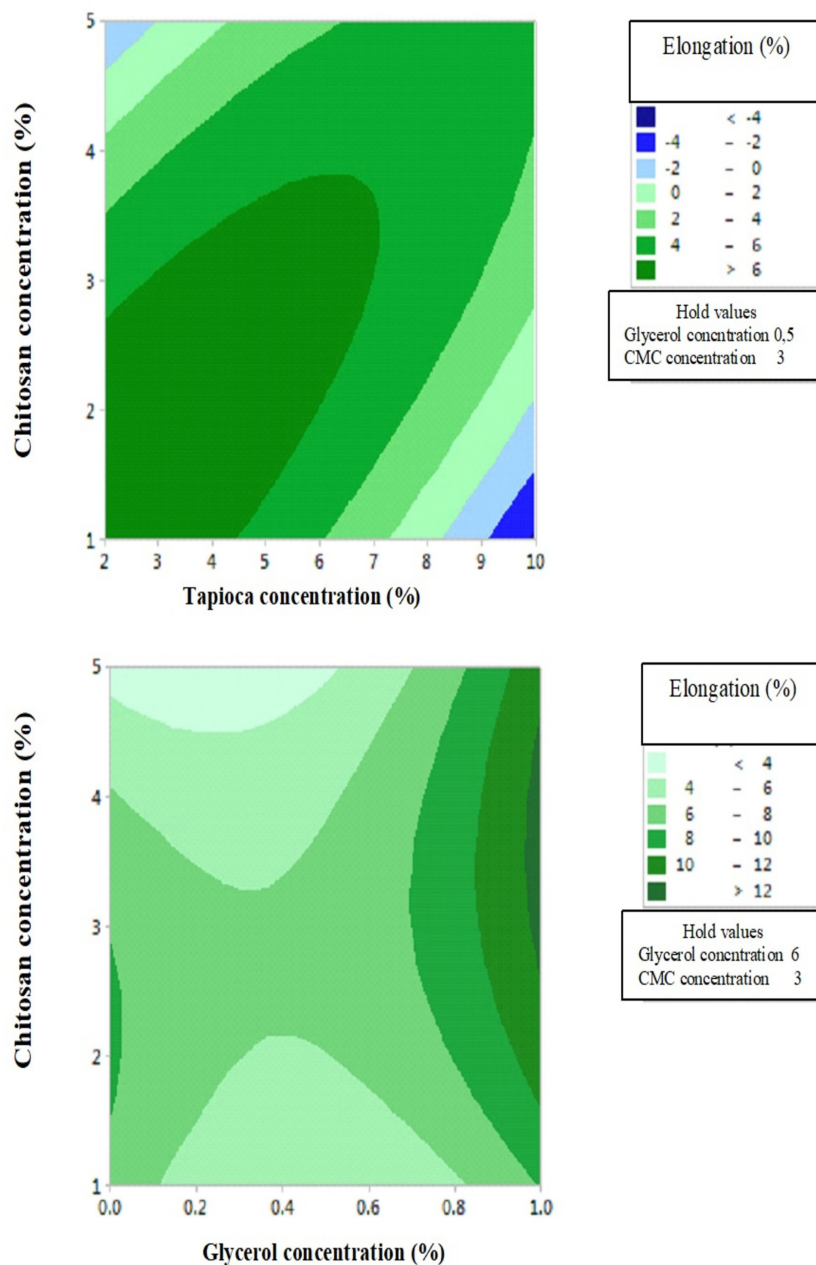 Elongation (%)
< -4
-4 – -2
-2 – 0
0 – 2
2 – 4
4 – 6
> 6
Hold values
Glycerol concntration 0,5
CMC concentration 3
Chitosan concentration (%)
5
4
3
2
1
2 3 4 5 6 7 8 9 10
Tapioca concentration (%)
Elongation (%)
< 4
4 – 6
6 – 8
8 – 10
10 – 12
> 12
Hold values
Glycerol concntration 6
CMC concentration 3
Chitosan concentration (%)
5
4
3
2
1
0.0 0.2 0.4 0.6 0.8 1.0
Glycerol concentration (%)